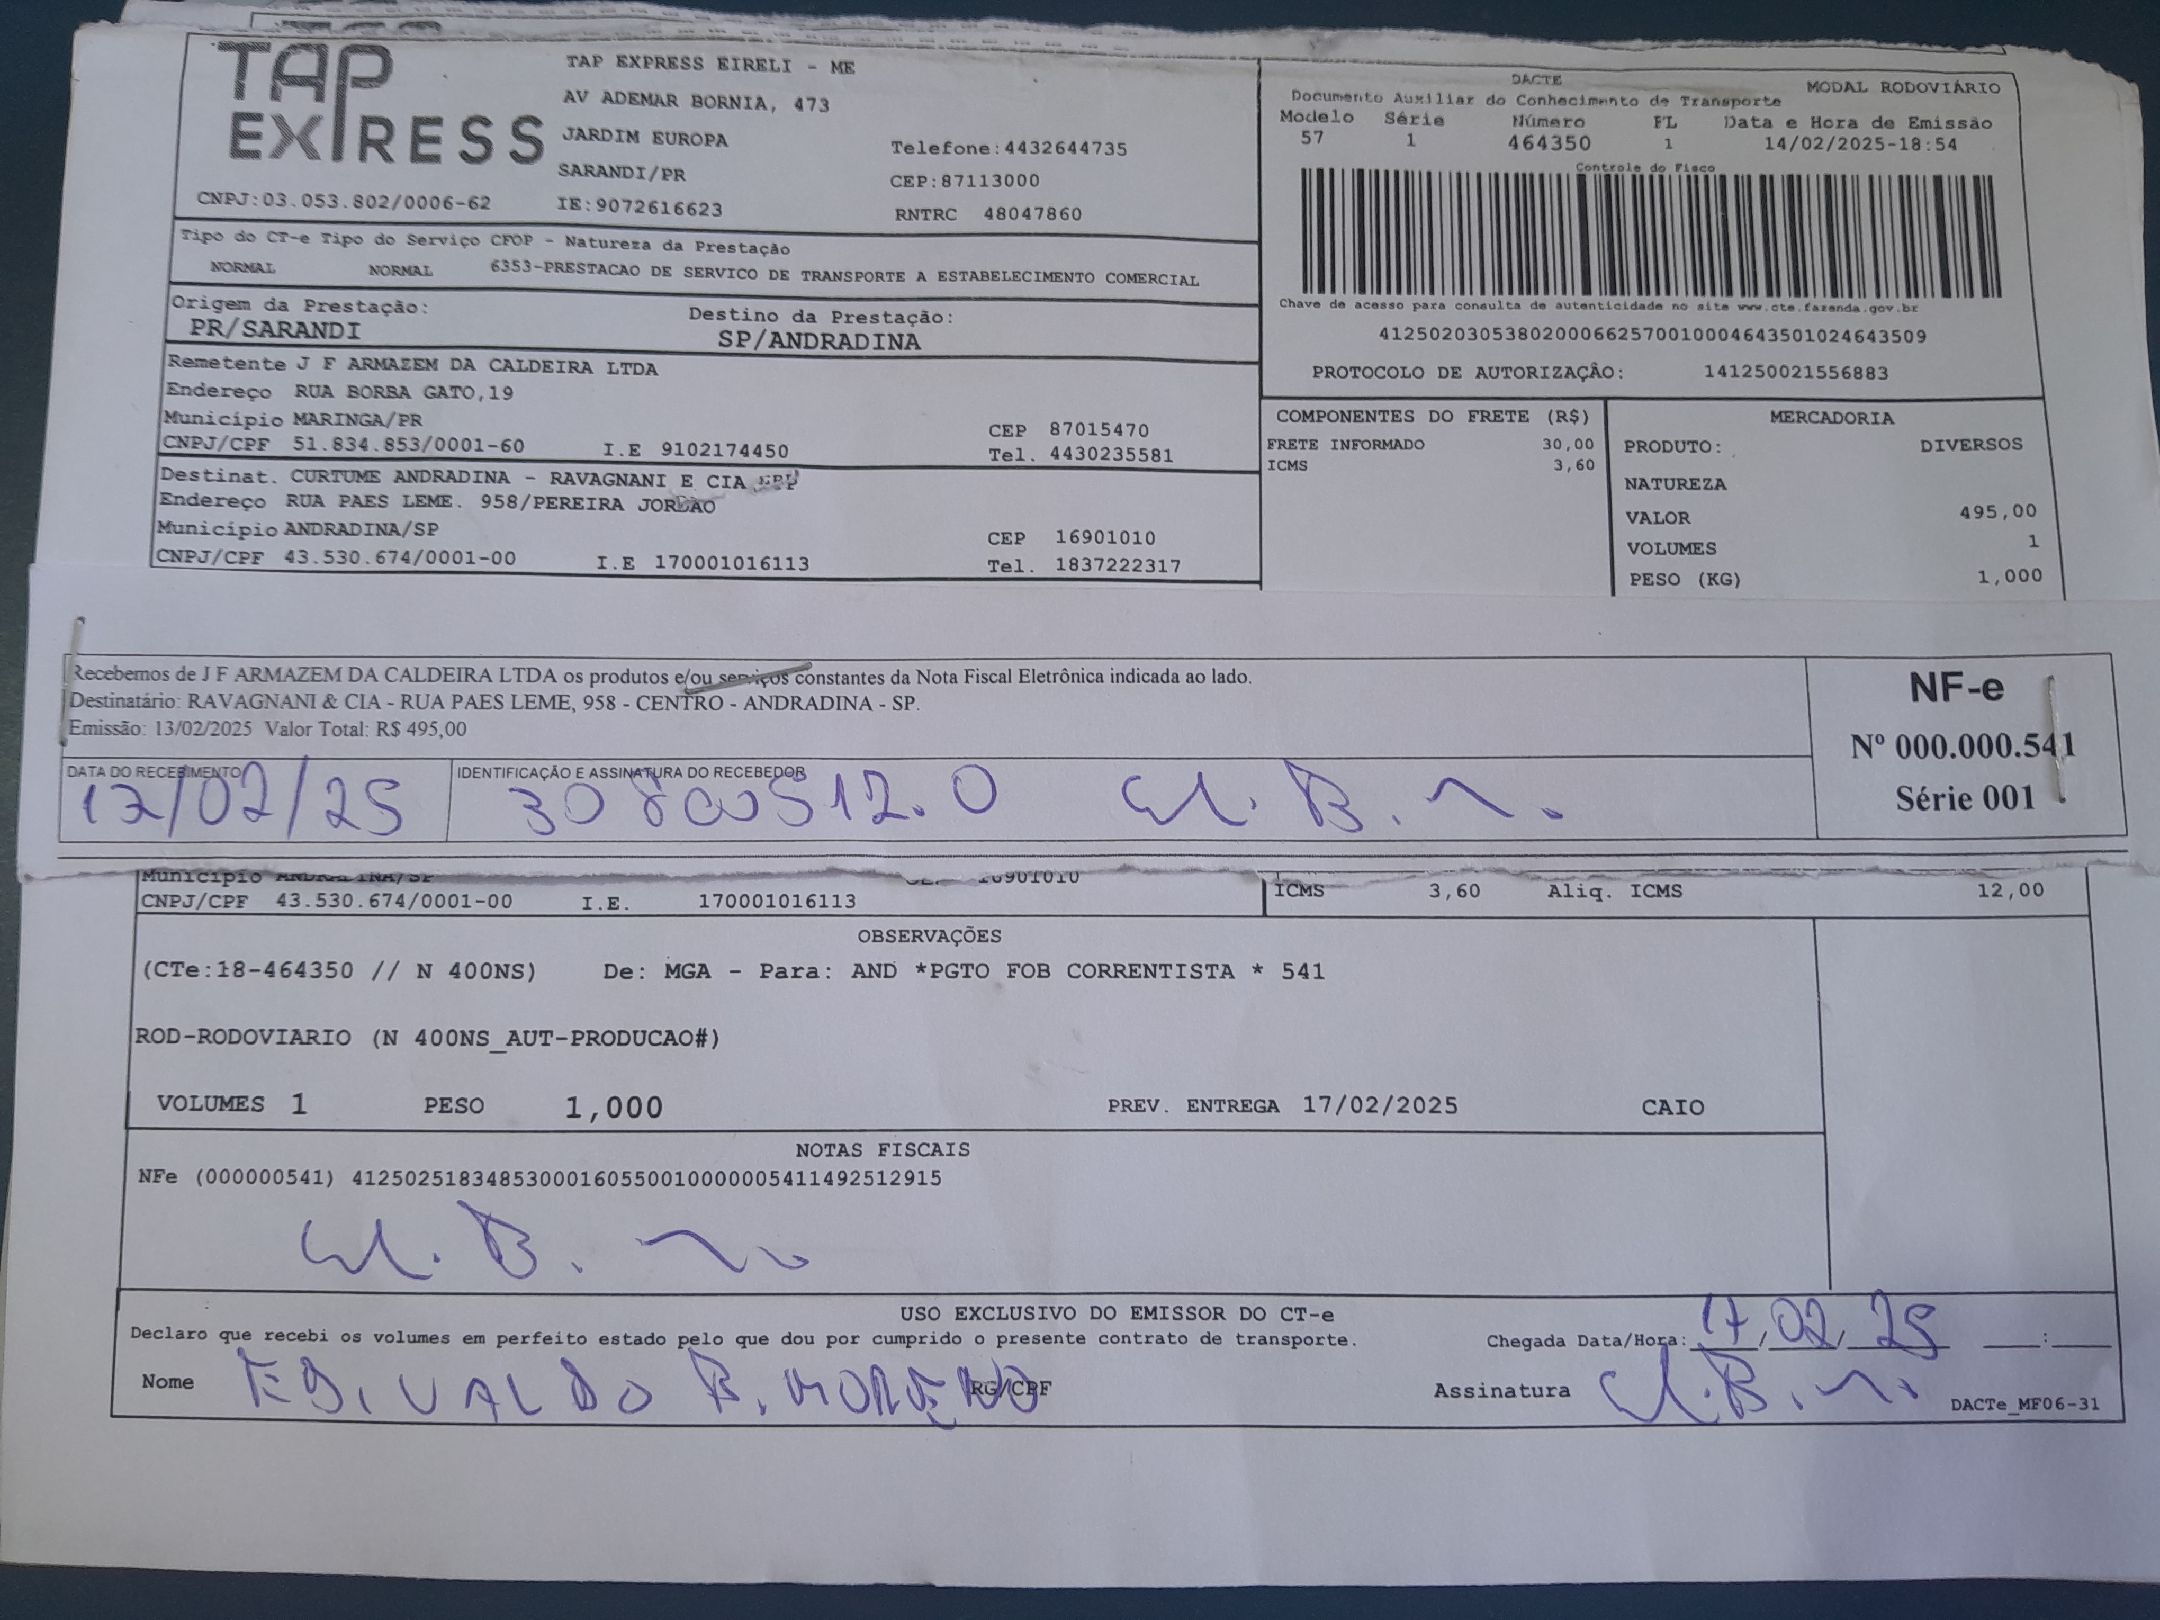 TAP EXPRESS
TAP EXPRESS EIRELI - ME
AV ADEMAR BORNIA, 473
JARDIM EUROPA Telefone:4432644735
SARANDI/PR CEP:87113000
CNPJ:03.053.802/0006-62 IE:9072616623 RNTRC 48047860
DACTE MODAL RODOVIÁRIO
Documento Auxiliar do Conhecimento de Transporte
Modelo Série Número FL Data e Hora de Emissão
57 1 464350 1 14/02/2025-18:54
Controle do Fisco
Chave de acesso para consulta de autenticidade no site www.cte.fazenda.gov.br
41250203053802000662570010004643501024643509
PROTOCOLO DE AUTORIZAÇÃO: 141250021556883
Tipo do CT-e Tipo do Serviço CFOP - Natureza da Prestação
NORMAL NORMAL 6353-PRESTACAO DE SERVICO DE TRANSPORTE A ESTABELECIMENTO COMERCIAL
Origem da Prestação: Destino da Prestação:
PR/SARANDI SP/ANDRADINA
Remetente J F ARMAZEM DA CALDEIRA LTDA
Endereço RUA BORBA GATO,19
Município MARINGA/PR CEP 87015470
CNPJ/CPF 51.834.853/0001-60 I.E 9102174450 Tel. 4430235581
Destinat. CURTUME ANDRADINA - RAVAGNANI E CIA EPP
Endereço RUA PAES LEME. 958/PEREIRA JORDAO
Município ANDRADINA/SP CEP 16901010
CNPJ/CPF 43.530.674/0001-00 I.E 170001016113 Tel. 1837222317
COMPONENTES DO FRETE (R$)
FRETE INFORMADO 30,00
ICMS 3,60
MERCADORIA
PRODUTO: DIVERSOS
NATUREZA
VALOR 495,00
VOLUMES 1
PESO (KG) 1,000
Recebemos de J F ARMAZEM DA CALDEIRA LTDA os produtos e/ou serviços constantes da Nota Fiscal Eletrônica indicada ao lado.
Destinatário: RAVAGNANI & CIA - RUA PAES LEME, 958 - CENTRO - ANDRADINA - SP.
Emissão: 13/02/2025 Valor Total: R$ 495,00
DATA DO RECEBIMENTO IDENTIFICAÇÃO E ASSINATURA DO RECEBEDOR
17/02/25
NF-e
Nº 000.000.541
Série 001
Município ANDRADINA/SP 16901010
CNPJ/CPF 43.530.674/0001-00 I.E. 170001016113
ICMS 3,60 Aliq. ICMS 12,00
OBSERVAÇÕES
(CTe:18-464350 // N 400NS) De: MGA - Para: AND *PGTO FOB CORRENTISTA * 541
ROD-RODOVIARIO (N 400NS_AUT-PRODUCAO#)
VOLUMES 1 PESO 1,000 PREV. ENTREGA 17/02/2025 CAIO
NOTAS FISCAIS
NFe (000000541) 41250251834853000160550010000005411492512915
USO EXCLUSIVO DO EMISSOR DO CT-e
Declaro que recebi os volumes em perfeito estado pelo que dou por cumprido o presente contrato de transporte. Chegada Data/Hora: 17/02/25 :
Nome EDIVALDO B. MORENO RG/CPF Assinatura
DACTe_MF06-31